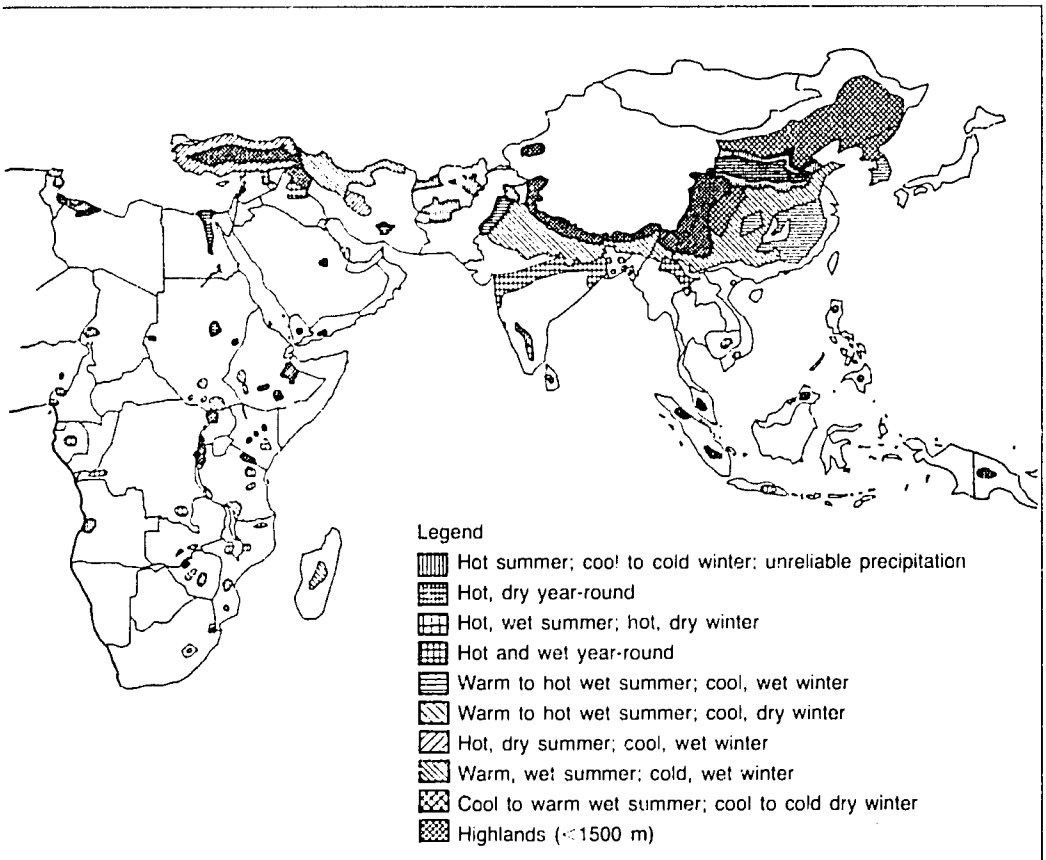 Legend
Hot summer; cool to cold winter; unreliable precipitation
Hot, dry year-round
Hot, wet summer; hot, dry winter
Hot and wet year-round
Warm to hot wet summer; cool, wet winter
Warm to hot wet summer; cool, dry winter
Hot, dry summer; cool, wet winter
Warm, wet summer; cold, wet winter
Cool to warm wet summer; cool to cold dry winter
Highlands (<1500 m)